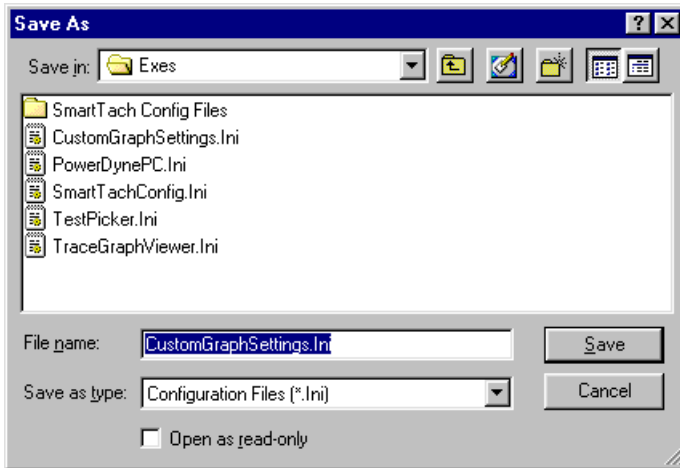 Save As
Save in: Exes
SmartTach Config Files
CustomGraphSettings.Ini
PowerDynePC.Ini
SmartTachConfig.Ini
TestPicker.Ini
TraceGraphViewer.Ini
File name: CustomGraphSettings.Ini Save
Save as type: Configuration Files (*.Ini) Cancel
Open as read-only